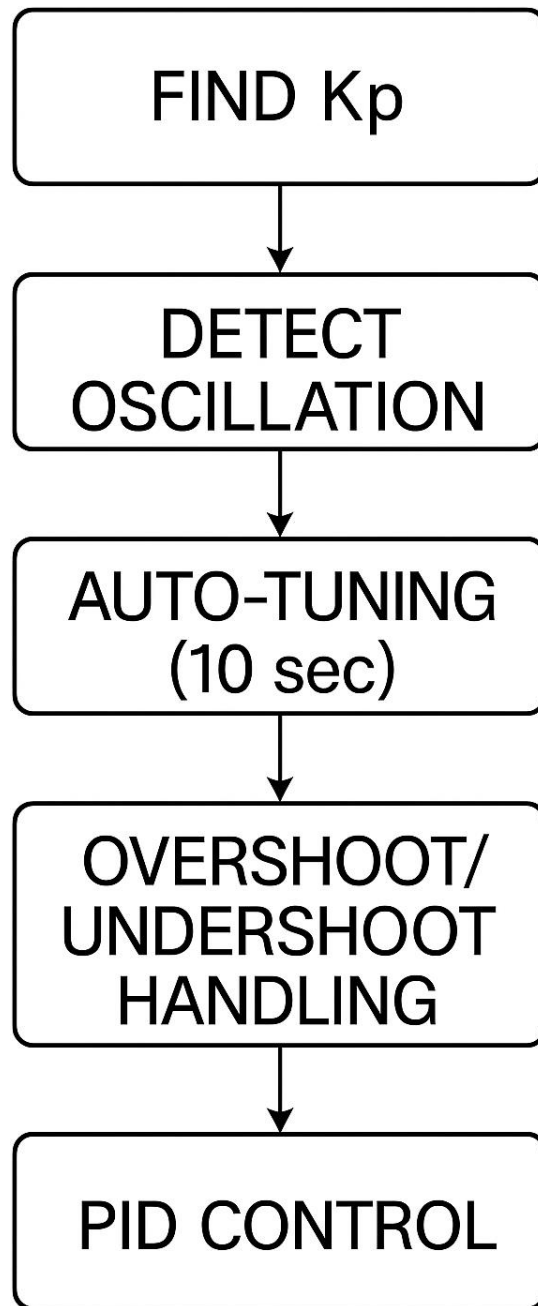 FIND Kp
DETECT
OSCILLATION
AUTO-TUNING
(10 sec)
OVERSHOOT/
UNDERSHOOT
HANDLING
PID CONTROL